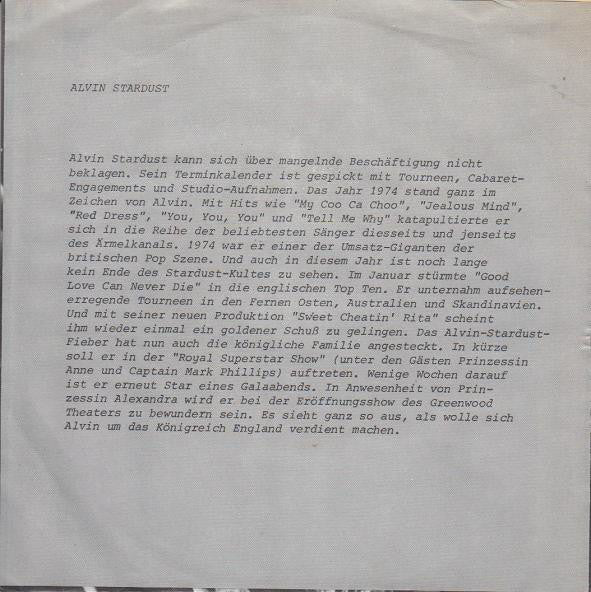 ALVIN STARDUST
Alvin Stardust kann sich über mangelnde Beschäftigung nicht
beklagen. Sein Terminkalender ist gespickt mit Tourneen, Cabaret-
Engagements und Studio-Aufnahmen. Das Jahr 1974 stand ganz im
Zeichen von Alvin. Mit Hits wie "My Coo Ca Choo", "Jealous Mind",
"Red Dress", "You, You, You" und "Tell Me Why" katapultierte er
sich in die Reihe der beliebtesten Sänger diesseits und jenseits
des Ärmelkanals. 1974 war er einer der Umsatz-Giganten der
britischen Pop Szene. Und auch in diesem Jahr ist noch lange
kein Ende des Stardust-Kultes zu sehen. Im Januar stürmte "Good
Love Can Never Die" in die englischen Top Ten. Er unternahm aufsehen-
erregende Tourneen in den Fernen Osten, Australien und Skandinavien.
Und mit seiner neuen Produktion "Sweet Cheatin' Rita" scheint
ihm wieder einmal ein goldener Schuß zu gelingen. Das Alvin-Stardust-
Fieber hat nun auch die königliche Familie angesteckt. In kürze
soll er in der "Royal Superstar Show" (unter den Gästen Prinzessin
Anne und Captain Mark Phillips) auftreten. Wenige Wochen darauf
ist er erneut Star eines Galaabends. In Anwesenheit von Prin-
zessin Alexandra wird er bei der Eröffnungsshow des Greenwood
Theaters zu bewundern sein. Es sieht ganz so aus, als wolle sich
Alvin um das Königreich England verdient machen.